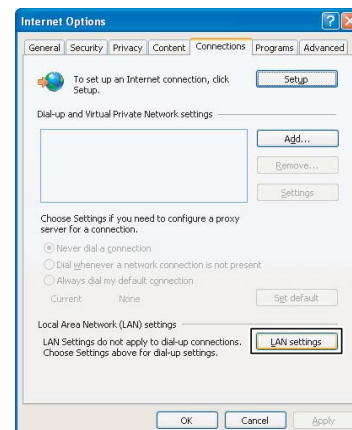 Internet Options
General Security Privacy Content Connections Programs Advanced
To set up an Internet connection, click
Setup.
Setup
Dial-up and Virtual Private Network settings
Add...
Remove...
Settings
Choose Settings if you need to configure a proxy
server for a connection.
Never dial a connection
Dial whenever a network connection is not present
Always dial my default connection
Current None
Set default
Local Area Network (LAN) settings
LAN Settings do not apply to dial-up connections.
Choose Settings above for dial-up settings.
LAN settings
OK Cancel Apply